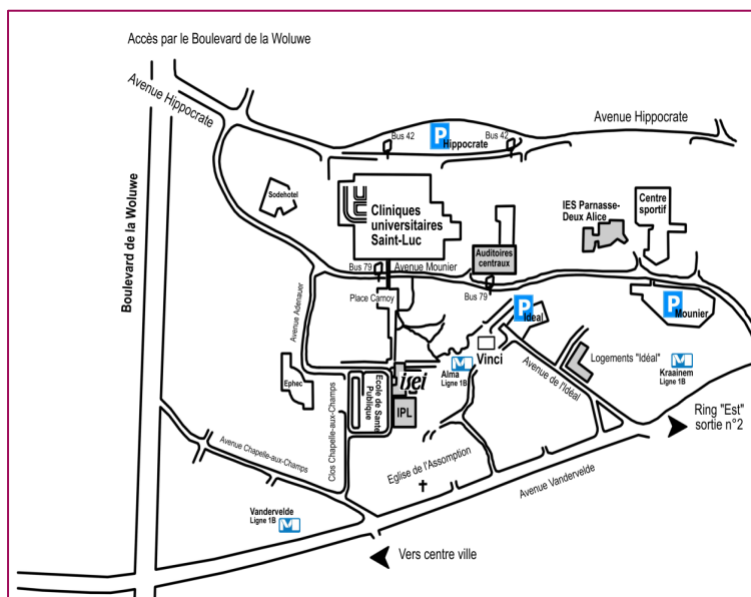 Accès par le Boulevard de la Woluwe
Avenue Hippocrate
Avenue Hippocrate
Bus 42
P
Hippocrate
Bus 42
Boulevard de la Woluwe
Sodehotel
Cliniques
universitaires
Saint-Luc
IES Parnasse-
Deux Alice
Centre
sportif
Auditoires
centraux
Bus 79
Avenue Mounier
Bus 79
Place Carnoy
Avenue Adenauer
P
Idéal
P
Mounier
Vinci
Logements "Idéal"
M
Alma
Ligne 1B
M
Kraainem
Ligne 1B
Avenue de l'Idéal
Ephec
Ecole de Santé
Publique
isei
IPL
Ring "Est"
sortie n°2
Clos Chapelle-aux-Champs
Avenue Chapelle-aux-Champs
Eglise de l'Assomption
Avenue Vandervelde
Vandervelde
Ligne 1B
M
Vers centre ville